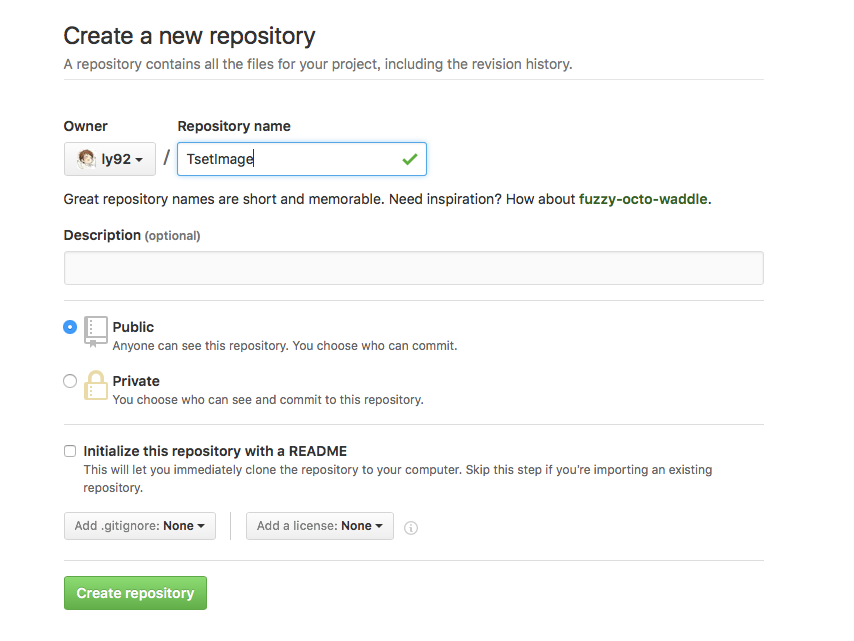 Create a new repository
A repository contains all the files for your project, including the revision history.
Owner Repository name
ly92 / TsetImage
Great repository names are short and memorable. Need inspiration? How about fuzzy-octo-waddle.
Description (optional)
Public
Anyone can see this repository. You choose who can commit.
Private
You choose who can see and commit to this repository.
Initialize this repository with a README
This will let you immediately clone the repository to your computer. Skip this step if you're importing an existing
repository.
Add .gitignore: None Add a license: None
Create repository